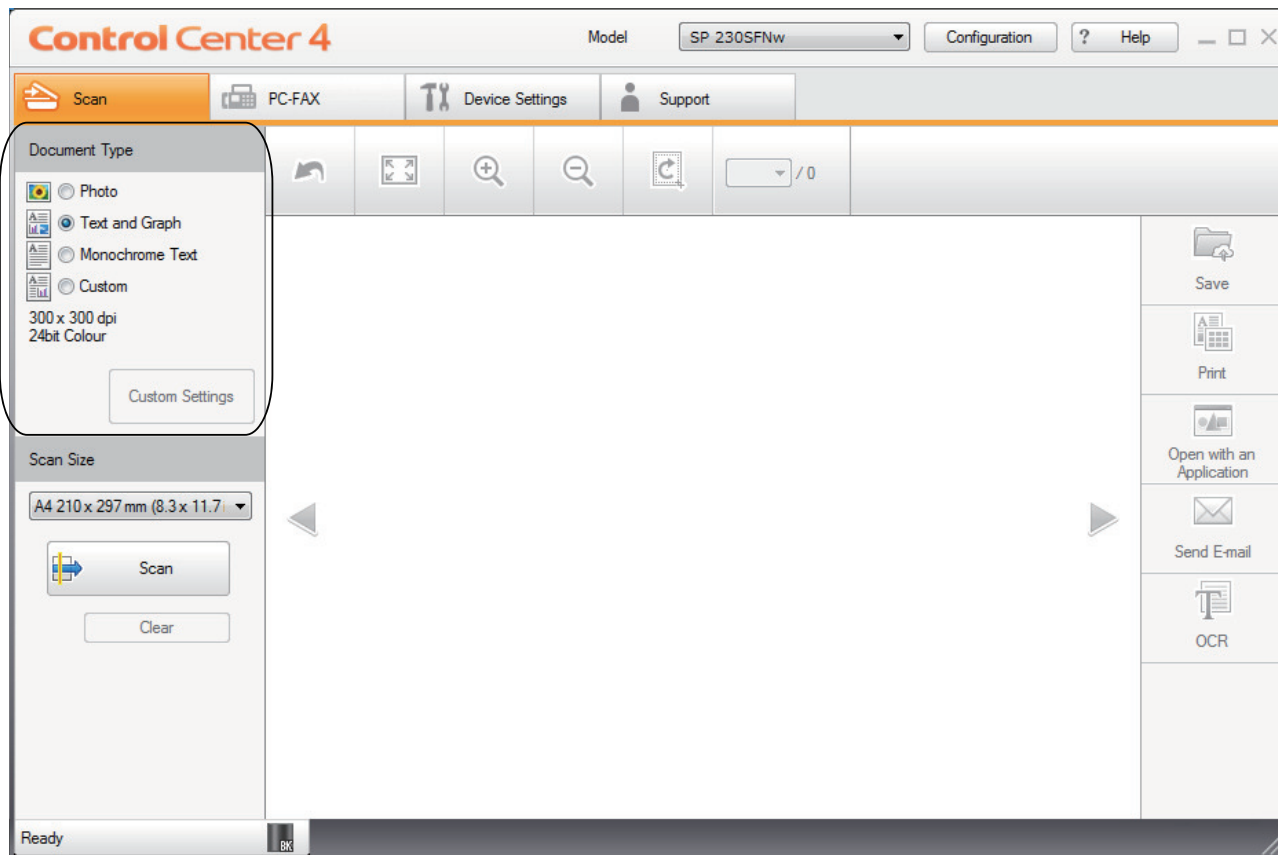 Control Center 4
Model SP 230SFNw Configuration ? Help
Scan PC-FAX Device Settings Support
Document Type
Photo
Text and Graph
Monochrome Text
Custom
300 x 300 dpi
24bit Colour
Custom Settings
Scan Size
A4 210 x 297 mm (8.3 x 11.7
Scan
Clear
/ 0
Save
Print
Open with an
Application
Send E-mail
OCR
Ready
BK